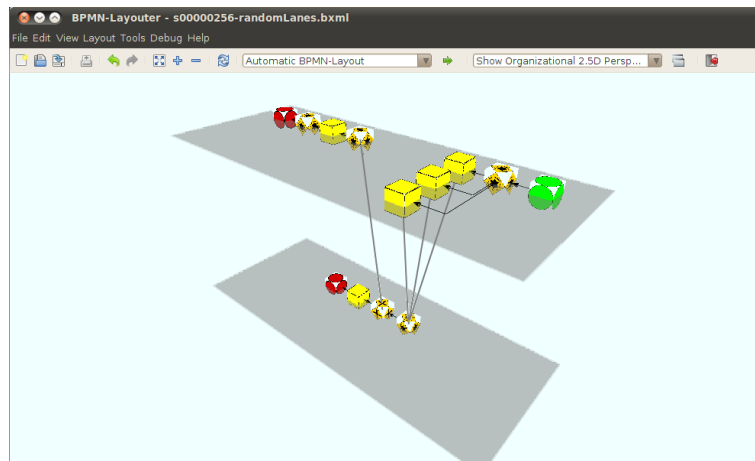 BPMN-Layouter - s00000256-randomLanes.bxml
File Edit View Layout Tools Debug Help
Automatic BPMN-Layout Show Organizational 2.5D Persp...